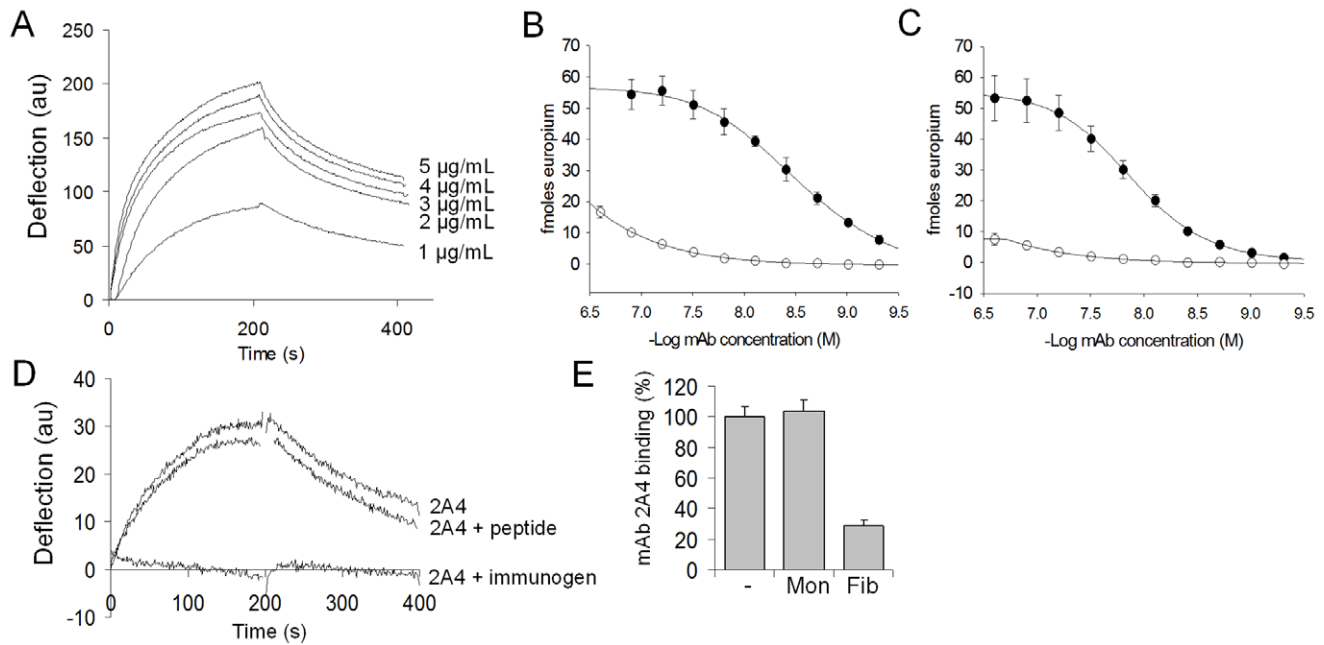 A
Deflection (au)
250
200
150
100
50
0
0
200
400
Time (s)
5 µg/mL
4 µg/mL
3 µg/mL
2 µg/mL
1 µg/mL
B
fmoles europium
70
60
50
40
30
20
10
0
6.5 7.0 7.5 8.0 8.5 9.0 9.5
-Log mAb concentration (M)
C
fmoles europium
70
60
50
40
30
20
10
0
-10
6.5 7.0 7.5 8.0 8.5 9.0 9.5
-Log mAb concentration (M)
D
Deflection (au)
40
30
20
10
0
-10
0 100 200 300 400
Time (s)
2A4
2A4 + peptide
2A4 + immunogen
E
mAb 2A4 binding (%)
120
100
80
60
40
20
0
- Mon Fib